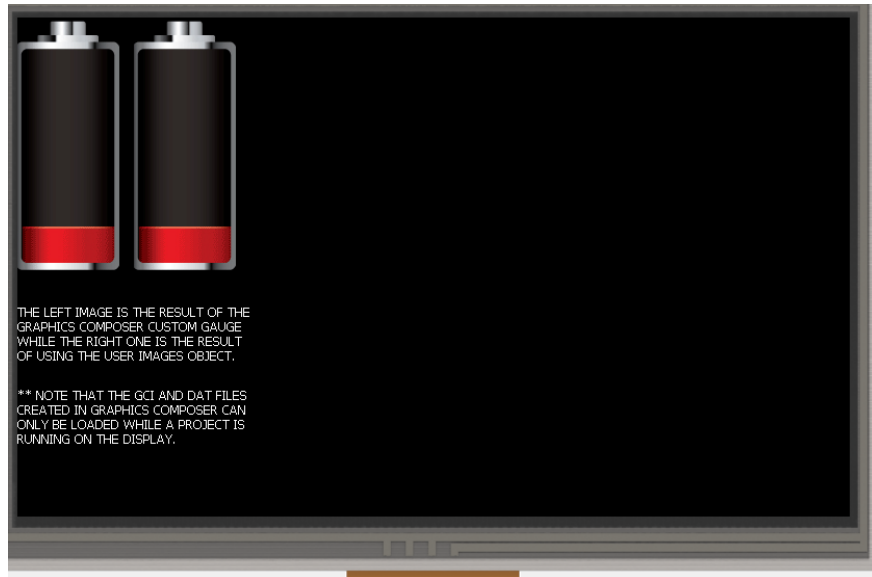 THE LEFT IMAGE IS THE RESULT OF THE
GRAPHICS COMPOSER CUSTOM GAUGE
WHILE THE RIGHT ONE IS THE RESULT
OF USING THE USER IMAGES OBJECT.
** NOTE THAT THE GCI AND DAT FILES
CREATED IN GRAPHICS COMPOSER CAN
ONLY BE LOADED WHILE A PROJECT IS
RUNNING ON THE DISPLAY.